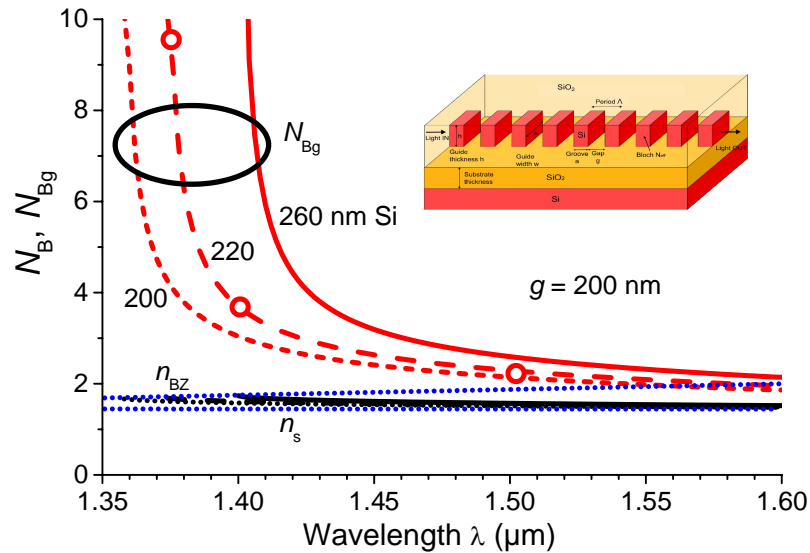 10
8
6
4
2
0
N_B, N_Bg
N_Bg
260 nm Si
220
200
g = 200 nm
n_BZ
n_s
1.35
1.40
1.45
1.50
1.55
1.60
Wavelength λ (µm)
SiO₂
Period Λ
Light IN
h
w
Si
Light OUT
Guide
thickness h
Guide
width w
Groove
a
Gap
g
Bloch N_eff
Substrate
thickness
SiO₂
Si